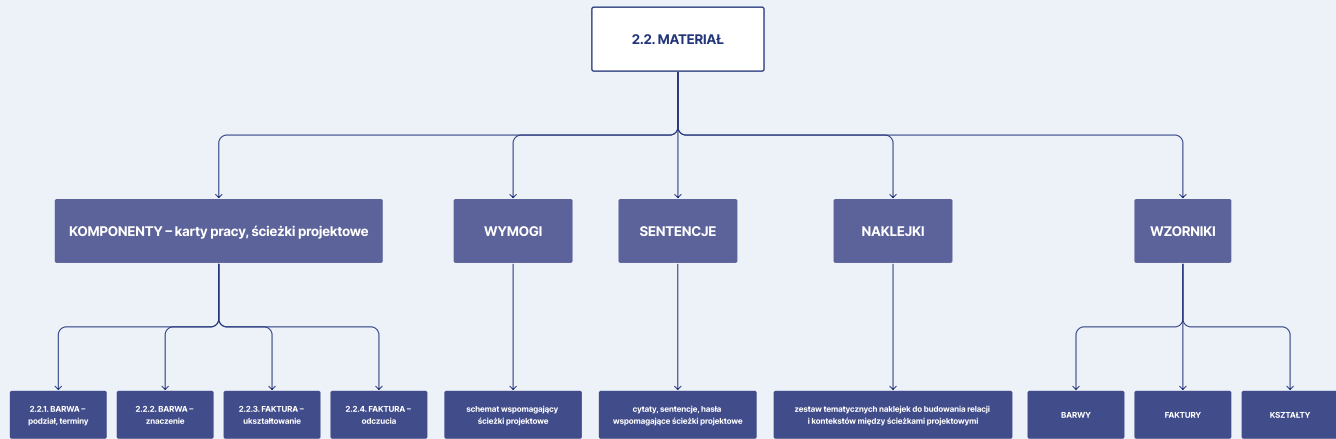 2.2. MATERIAŁ
KOMPONENTY – karty pracy, ścieżki projektowe
WYMOGI
SENTENCJE
NAKLEJKI
WZORNIKI
2.2.1. BARWA –
podział, terminy
2.2.2. BARWA –
znaczenie
2.2.3. FAKTURA –
ukształtowanie
2.2.4. FAKTURA –
odczucia
schemat wspomagający
ścieżki projektowe
cytaty, sentencje, hasła
wspomagające ścieżki projektowe
zestaw tematycznych naklejek do budowania relacji
i kontekstów między ścieżkami projektowymi
BARWY
FAKTURY
KSZTAŁTY